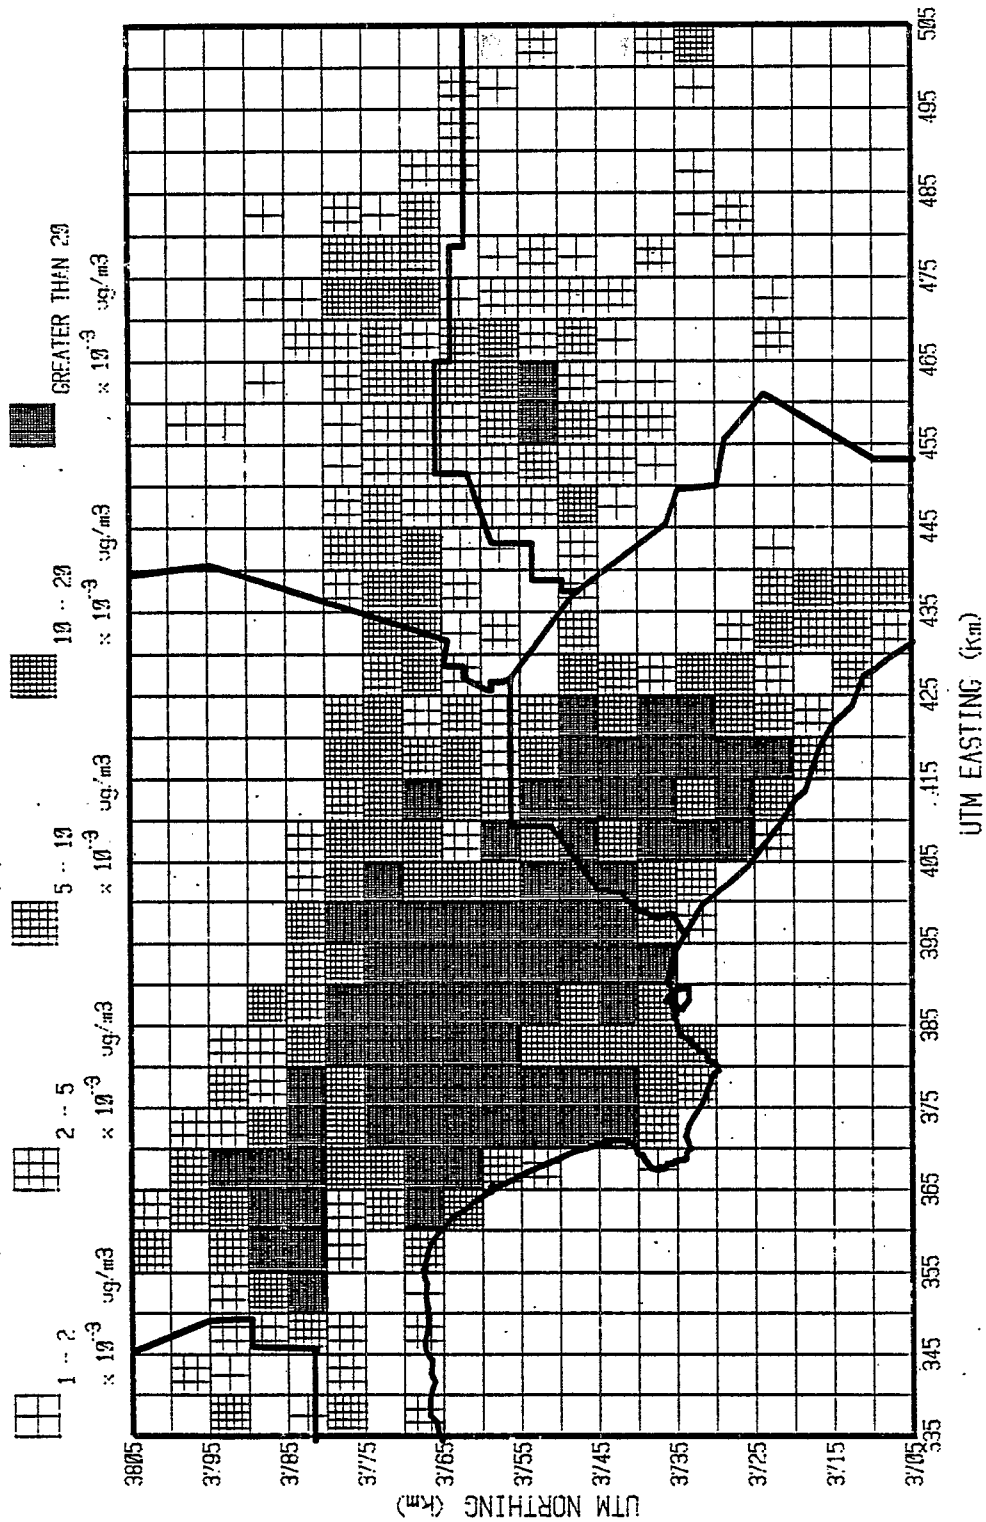 1 -- 2
× 10⁻³ ug/m3
2 -- 5
× 10⁻³ ug/m3
5 -- 10
× 10⁻³ ug/m3
10 -- 20
× 10⁻³ ug/m3
GREATER THAN 20
× 10⁻³ ug/m3
3805
3795
3785
3775
3765
3755
3745
3735
3725
3715
3705
UTM NORTHING (km)
335
345
355
365
375
385
395
405
415
425
435
445
455
465
475
485
495
505
UTM EASTING (km)